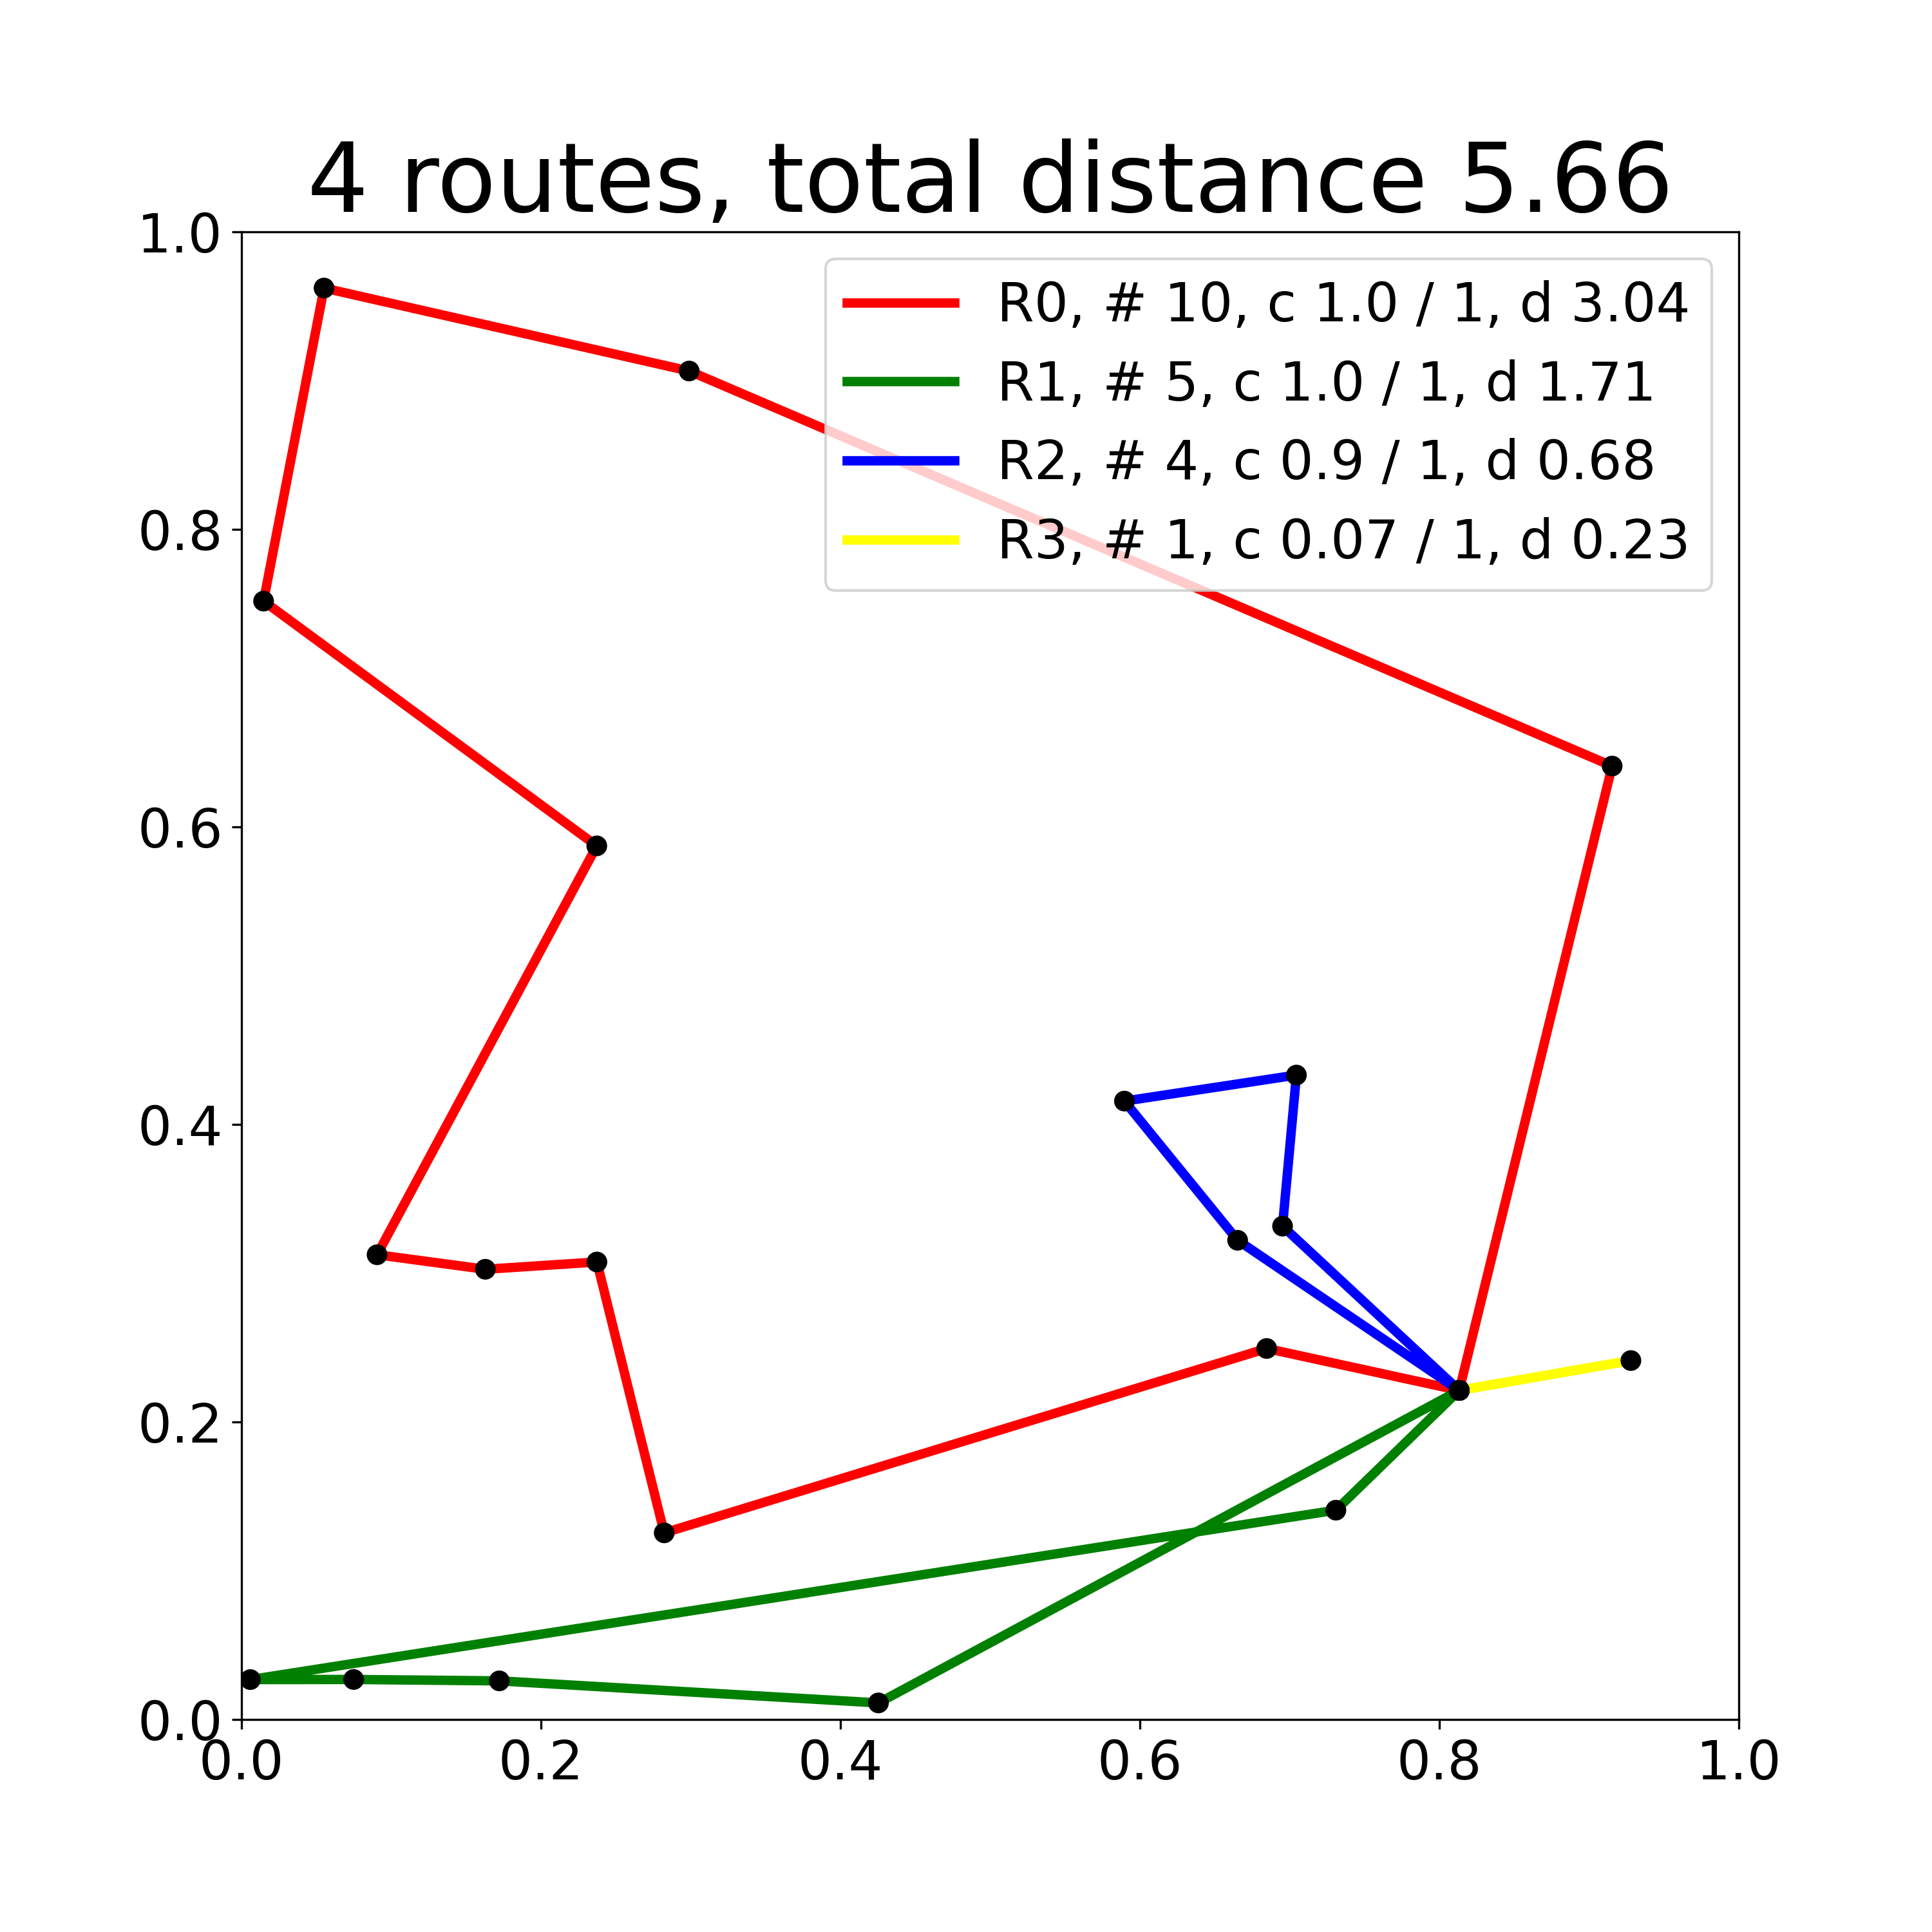 4 routes, total distance 5.66
1.0
R0, # 10, c 1.0 / 1, d 3.04
R1, # 5, c 1.0 / 1, d 1.71
R2, # 4, c 0.9 / 1, d 0.68
R3, # 1, c 0.07 / 1, d 0.23
0.8
0.6
0.4
0.2
0.0
0.0 0.2 0.4 0.6 0.8 1.0